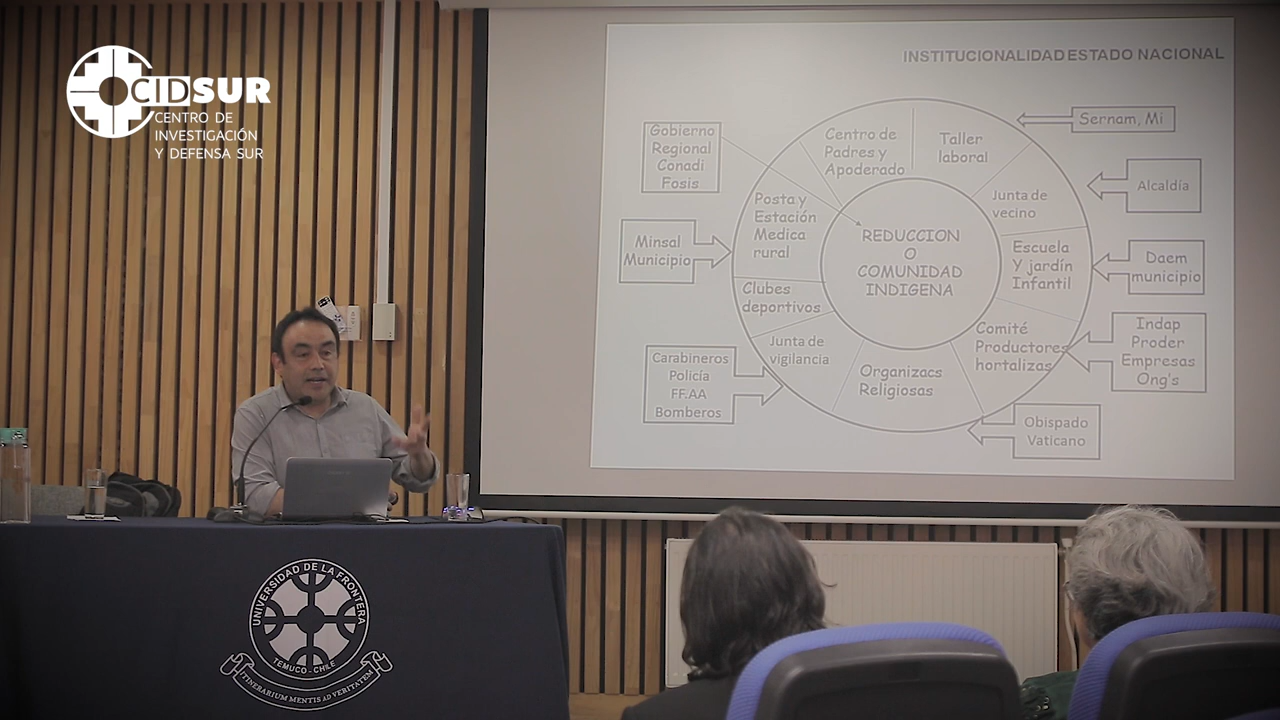 CIDSUR
CENTRO DE
INVESTIGACIÓN
Y DEFENSA SUR
INSTITUCIONALIDAD ESTADO NACIONAL
Gobierno
Regional
Conadi
Fosis
Centro de
Padres y
Apoderado
Taller
laboral
Sernam, Mi
Alcaldía
Junta de
vecino
Posta y
Estación
Medica
rural
Minsal
Municipio
REDUCCION
O
COMUNIDAD
INDIGENA
Escuela
Y jardín
Infantil
Daem
municipio
Clubes
deportivos
Comité
Productores
hortalizas
Indap
Proder
Empresas
Ong's
Junta de
vigilancia
Carabineros
Policía
FF.AA
Bomberos
Organizacs
Religiosas
Obispado
Vaticano
UNIVERSIDAD DE LA FRONTERA
TEMUCO - CHILE
ITINERARIUM MENTIS AD VERITATEM